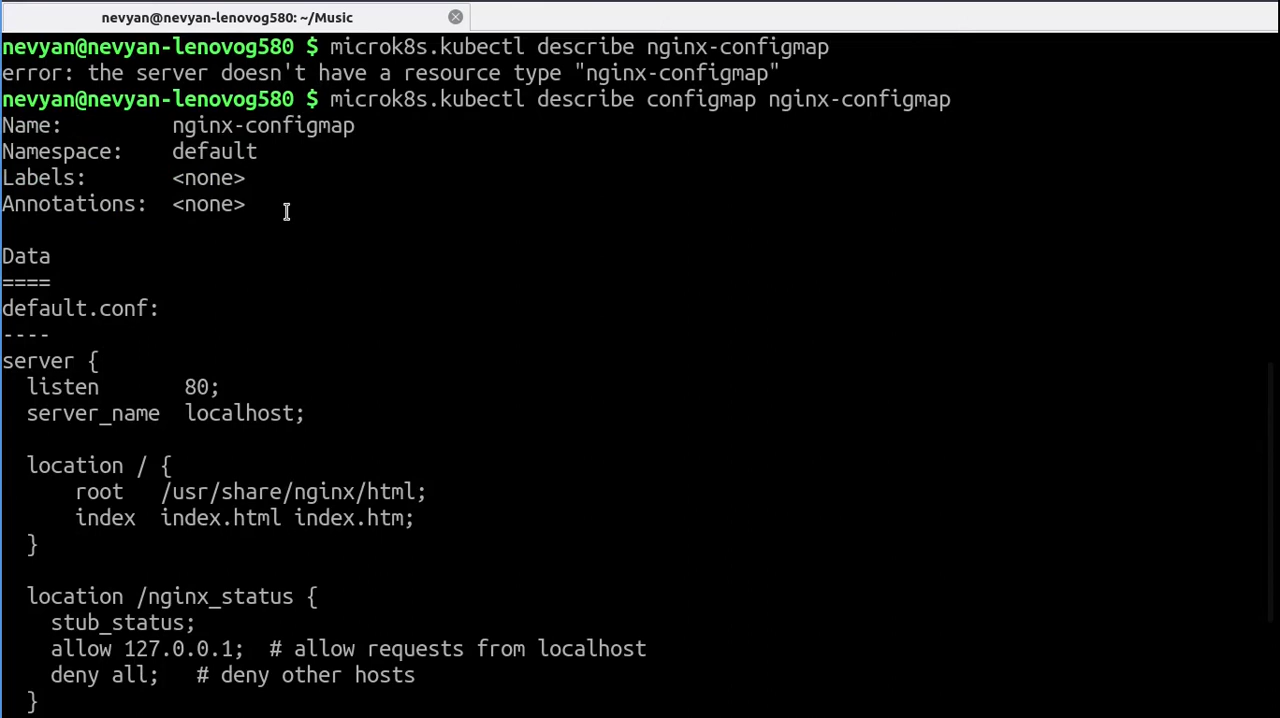 nevyan@nevyan-lenovog580: ~/Music
nevyan@nevyan-lenovog580 $ microk8s.kubectl describe nginx-configmap
error: the server doesn't have a resource type "nginx-configmap"
nevyan@nevyan-lenovog580 $ microk8s.kubectl describe configmap nginx-configmap
Name:         nginx-configmap
Namespace:    default
Labels:       <none>
Annotations:  <none>

Data
====
default.conf:
----
server {
  listen       80;
  server_name  localhost;

  location / {
      root   /usr/share/nginx/html;
      index  index.html index.htm;
  }

  location /nginx_status {
    stub_status;
    allow 127.0.0.1;  # allow requests from localhost
    deny all;   # deny other hosts
  }